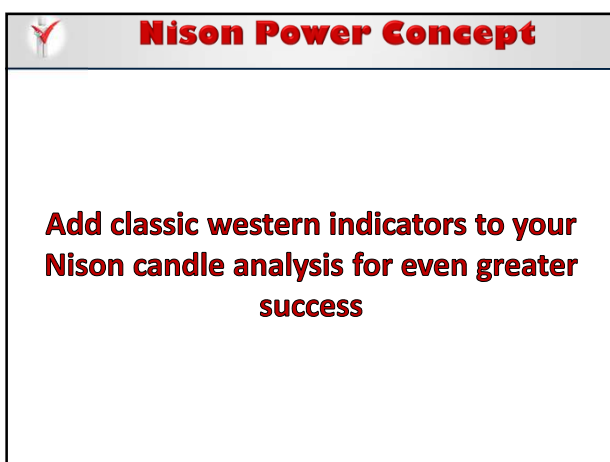 Nison Power Concept
Add classic western indicators to your
Nison candle analysis for even greater
success